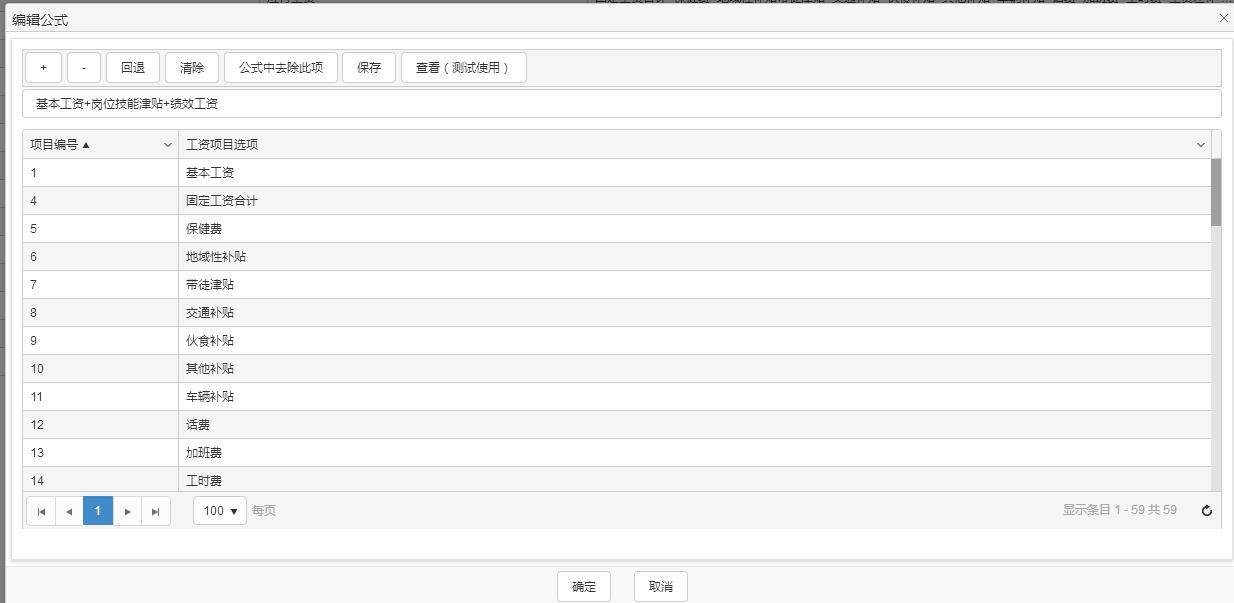 编辑公式
+ - 回退 清除 公式中去除此项 保存 查看（测试使用）
基本工资+岗位技能津贴+绩效工资
项目编号▲ 工资项目选项
1 基本工资
4 固定工资合计
5 保健费
6 地域性补贴
7 带徒津贴
8 交通补贴
9 伙食补贴
10 其他补贴
11 车辆补贴
12 话费
13 加班费
14 工时费
1 100 每页 显示条目 1 - 59 共 59
确定 取消